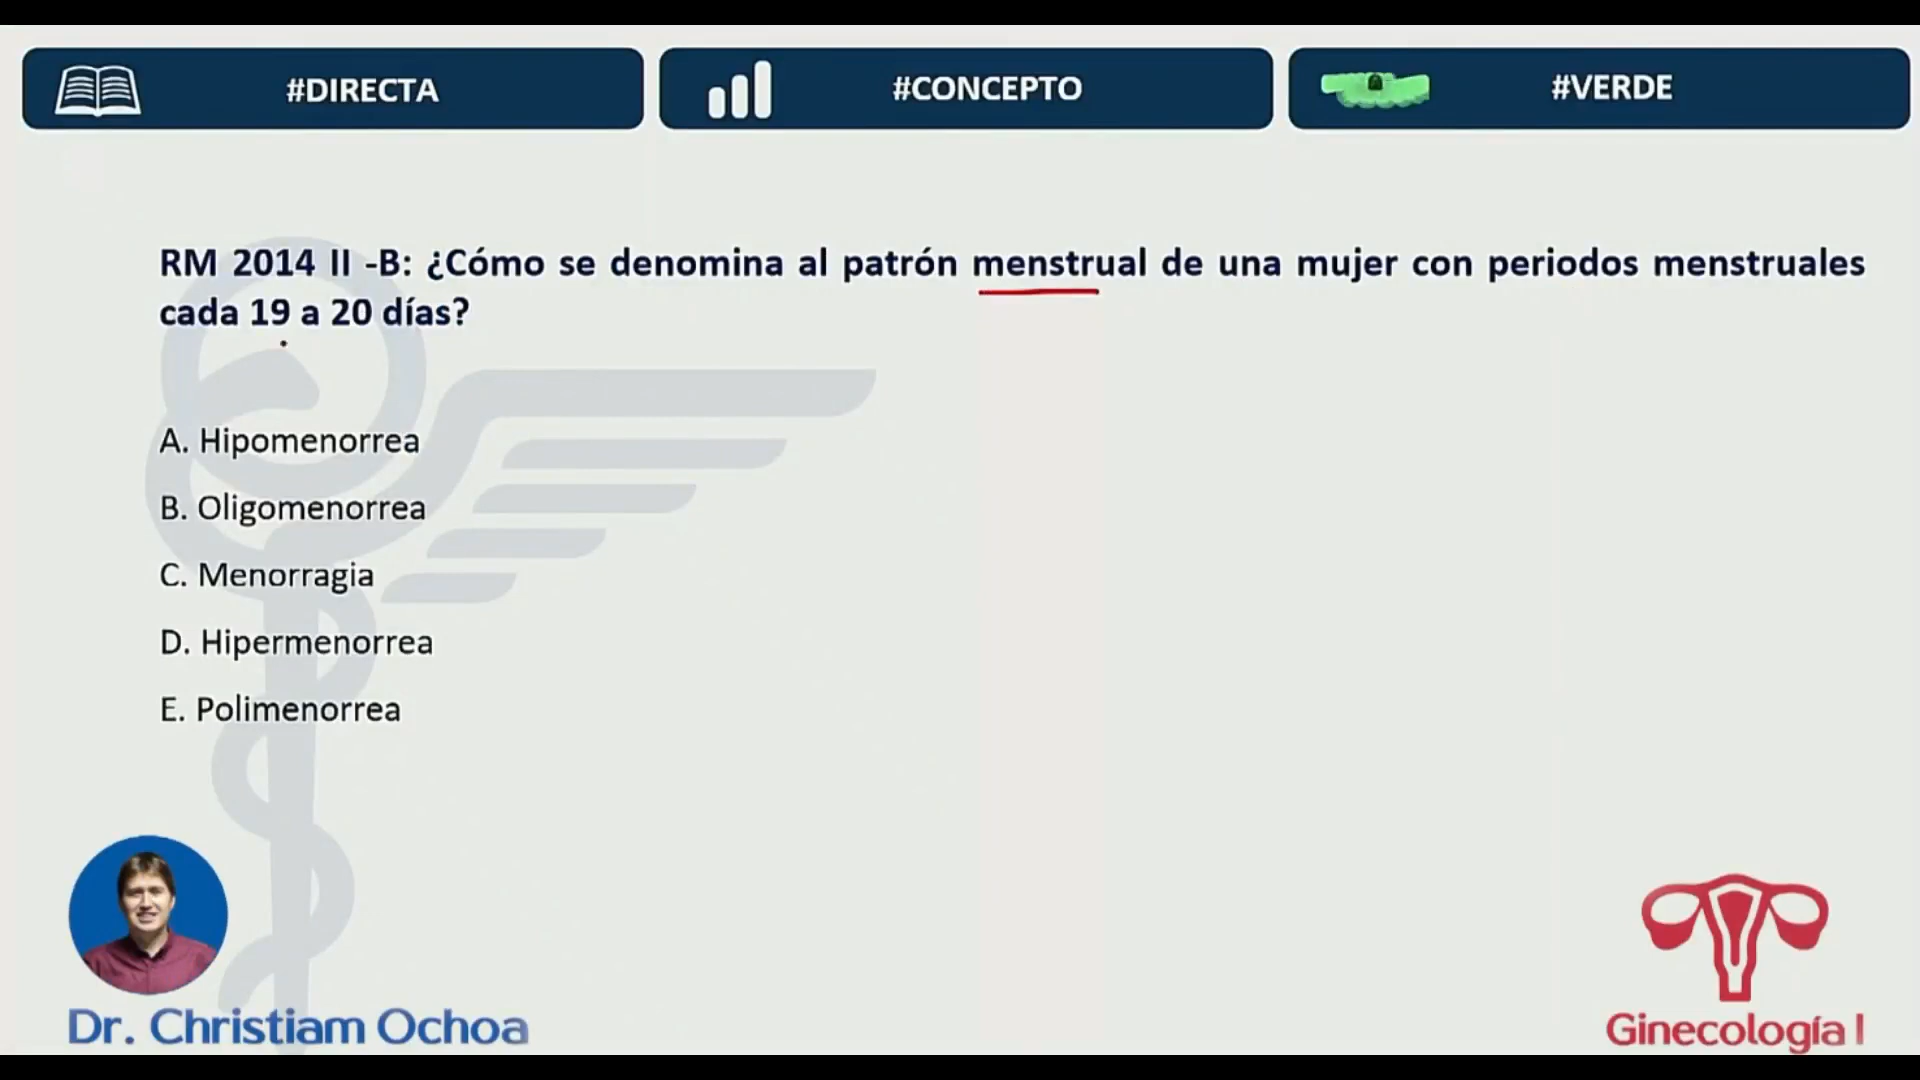 #DIRECTA
#CONCEPTO
#VERDE
RM 2014 II -B: ¿Cómo se denomina al patrón menstrual de una mujer con periodos menstruales
cada 19 a 20 días?
A. Hipomenorrea
B. Oligomenorrea
C. Menorragia
D. Hipermenorrea
E. Polimenorrea
Dr. Christiam Ochoa
Ginecología I